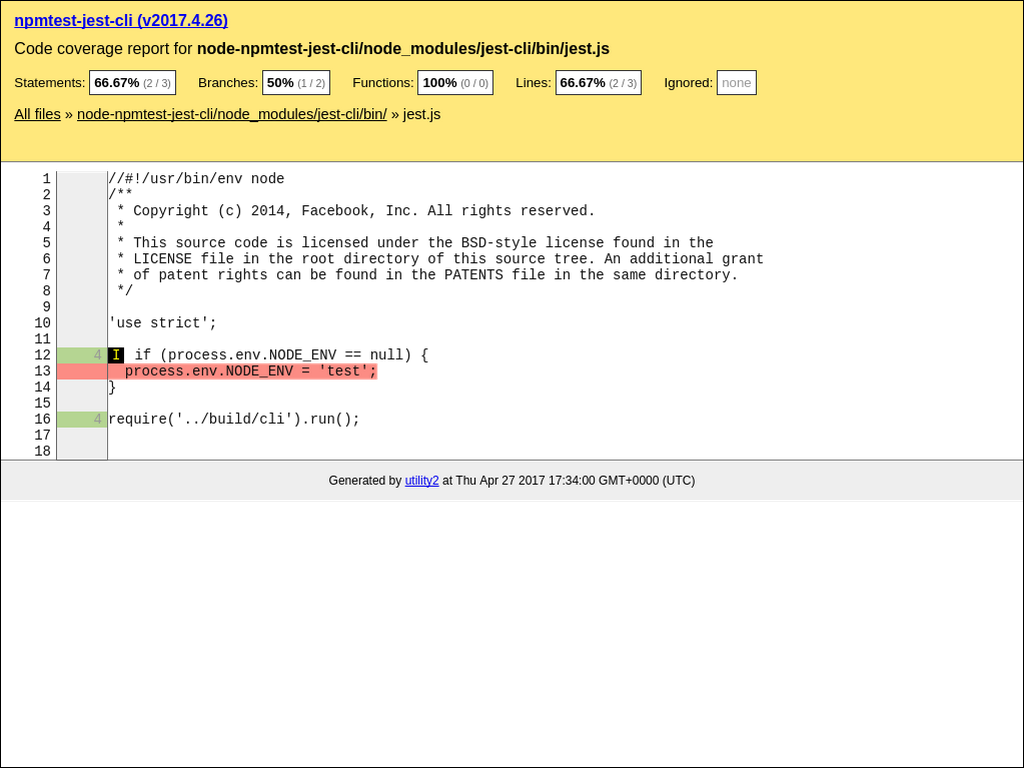 npmtest-jest-cli (v2017.4.26)
Code coverage report for node-npmtest-jest-cli/node_modules/jest-cli/bin/jest.js
Statements: 66.67% (2 / 3) Branches: 50% (1 / 2) Functions: 100% (0 / 0) Lines: 66.67% (2 / 3) Ignored: none
All files » node-npmtest-jest-cli/node_modules/jest-cli/bin/ » jest.js
1 //#!/usr/bin/env node
2 /**
3  * Copyright (c) 2014, Facebook, Inc. All rights reserved.
4  *
5  * This source code is licensed under the BSD-style license found in the
6  * LICENSE file in the root directory of this source tree. An additional grant
7  * of patent rights can be found in the PATENTS file in the same directory.
8  */
9
10 'use strict';
11
12 4 I if (process.env.NODE_ENV == null) {
13   process.env.NODE_ENV = 'test';
14 }
15
16 4 require('../build/cli').run();
17
18
Generated by utility2 at Thu Apr 27 2017 17:34:00 GMT+0000 (UTC)